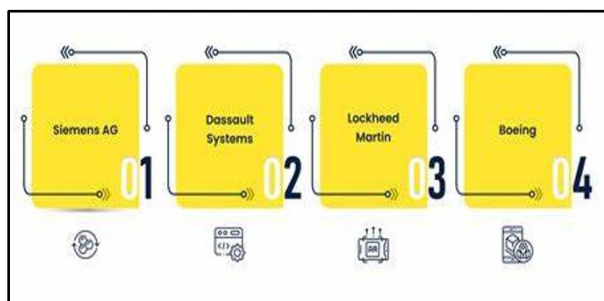 Siemens AG
01
Dassault
Systems
02
Lockheed
Martin
03
Boeing
04